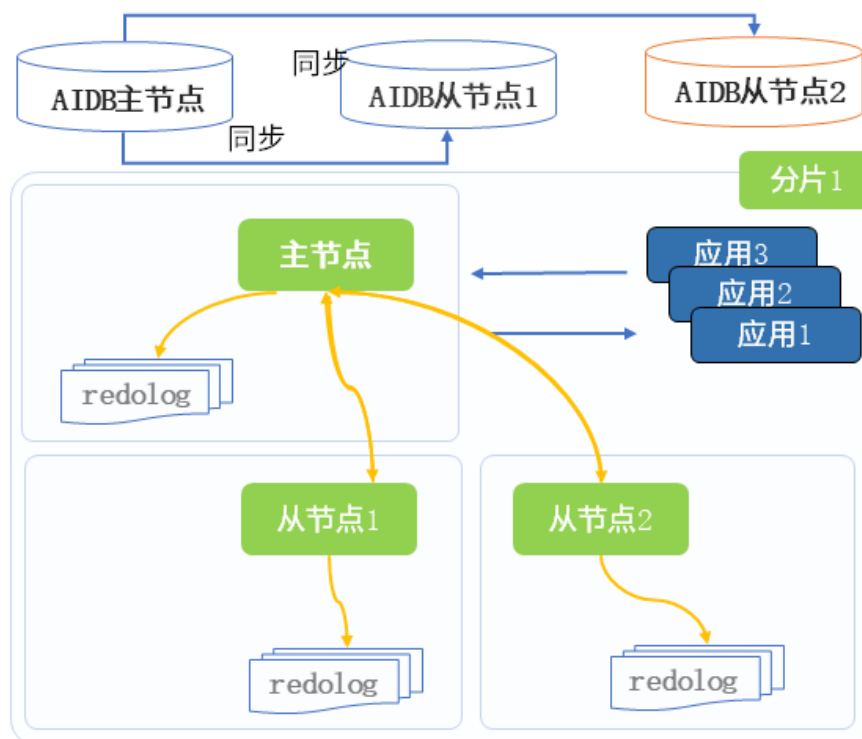 同步
AIDB主节点
AIDB从节点1
AIDB从节点2
同步
分片1
主节点
应用3
应用2
应用1
redolog
从节点1
从节点2
redolog
redolog